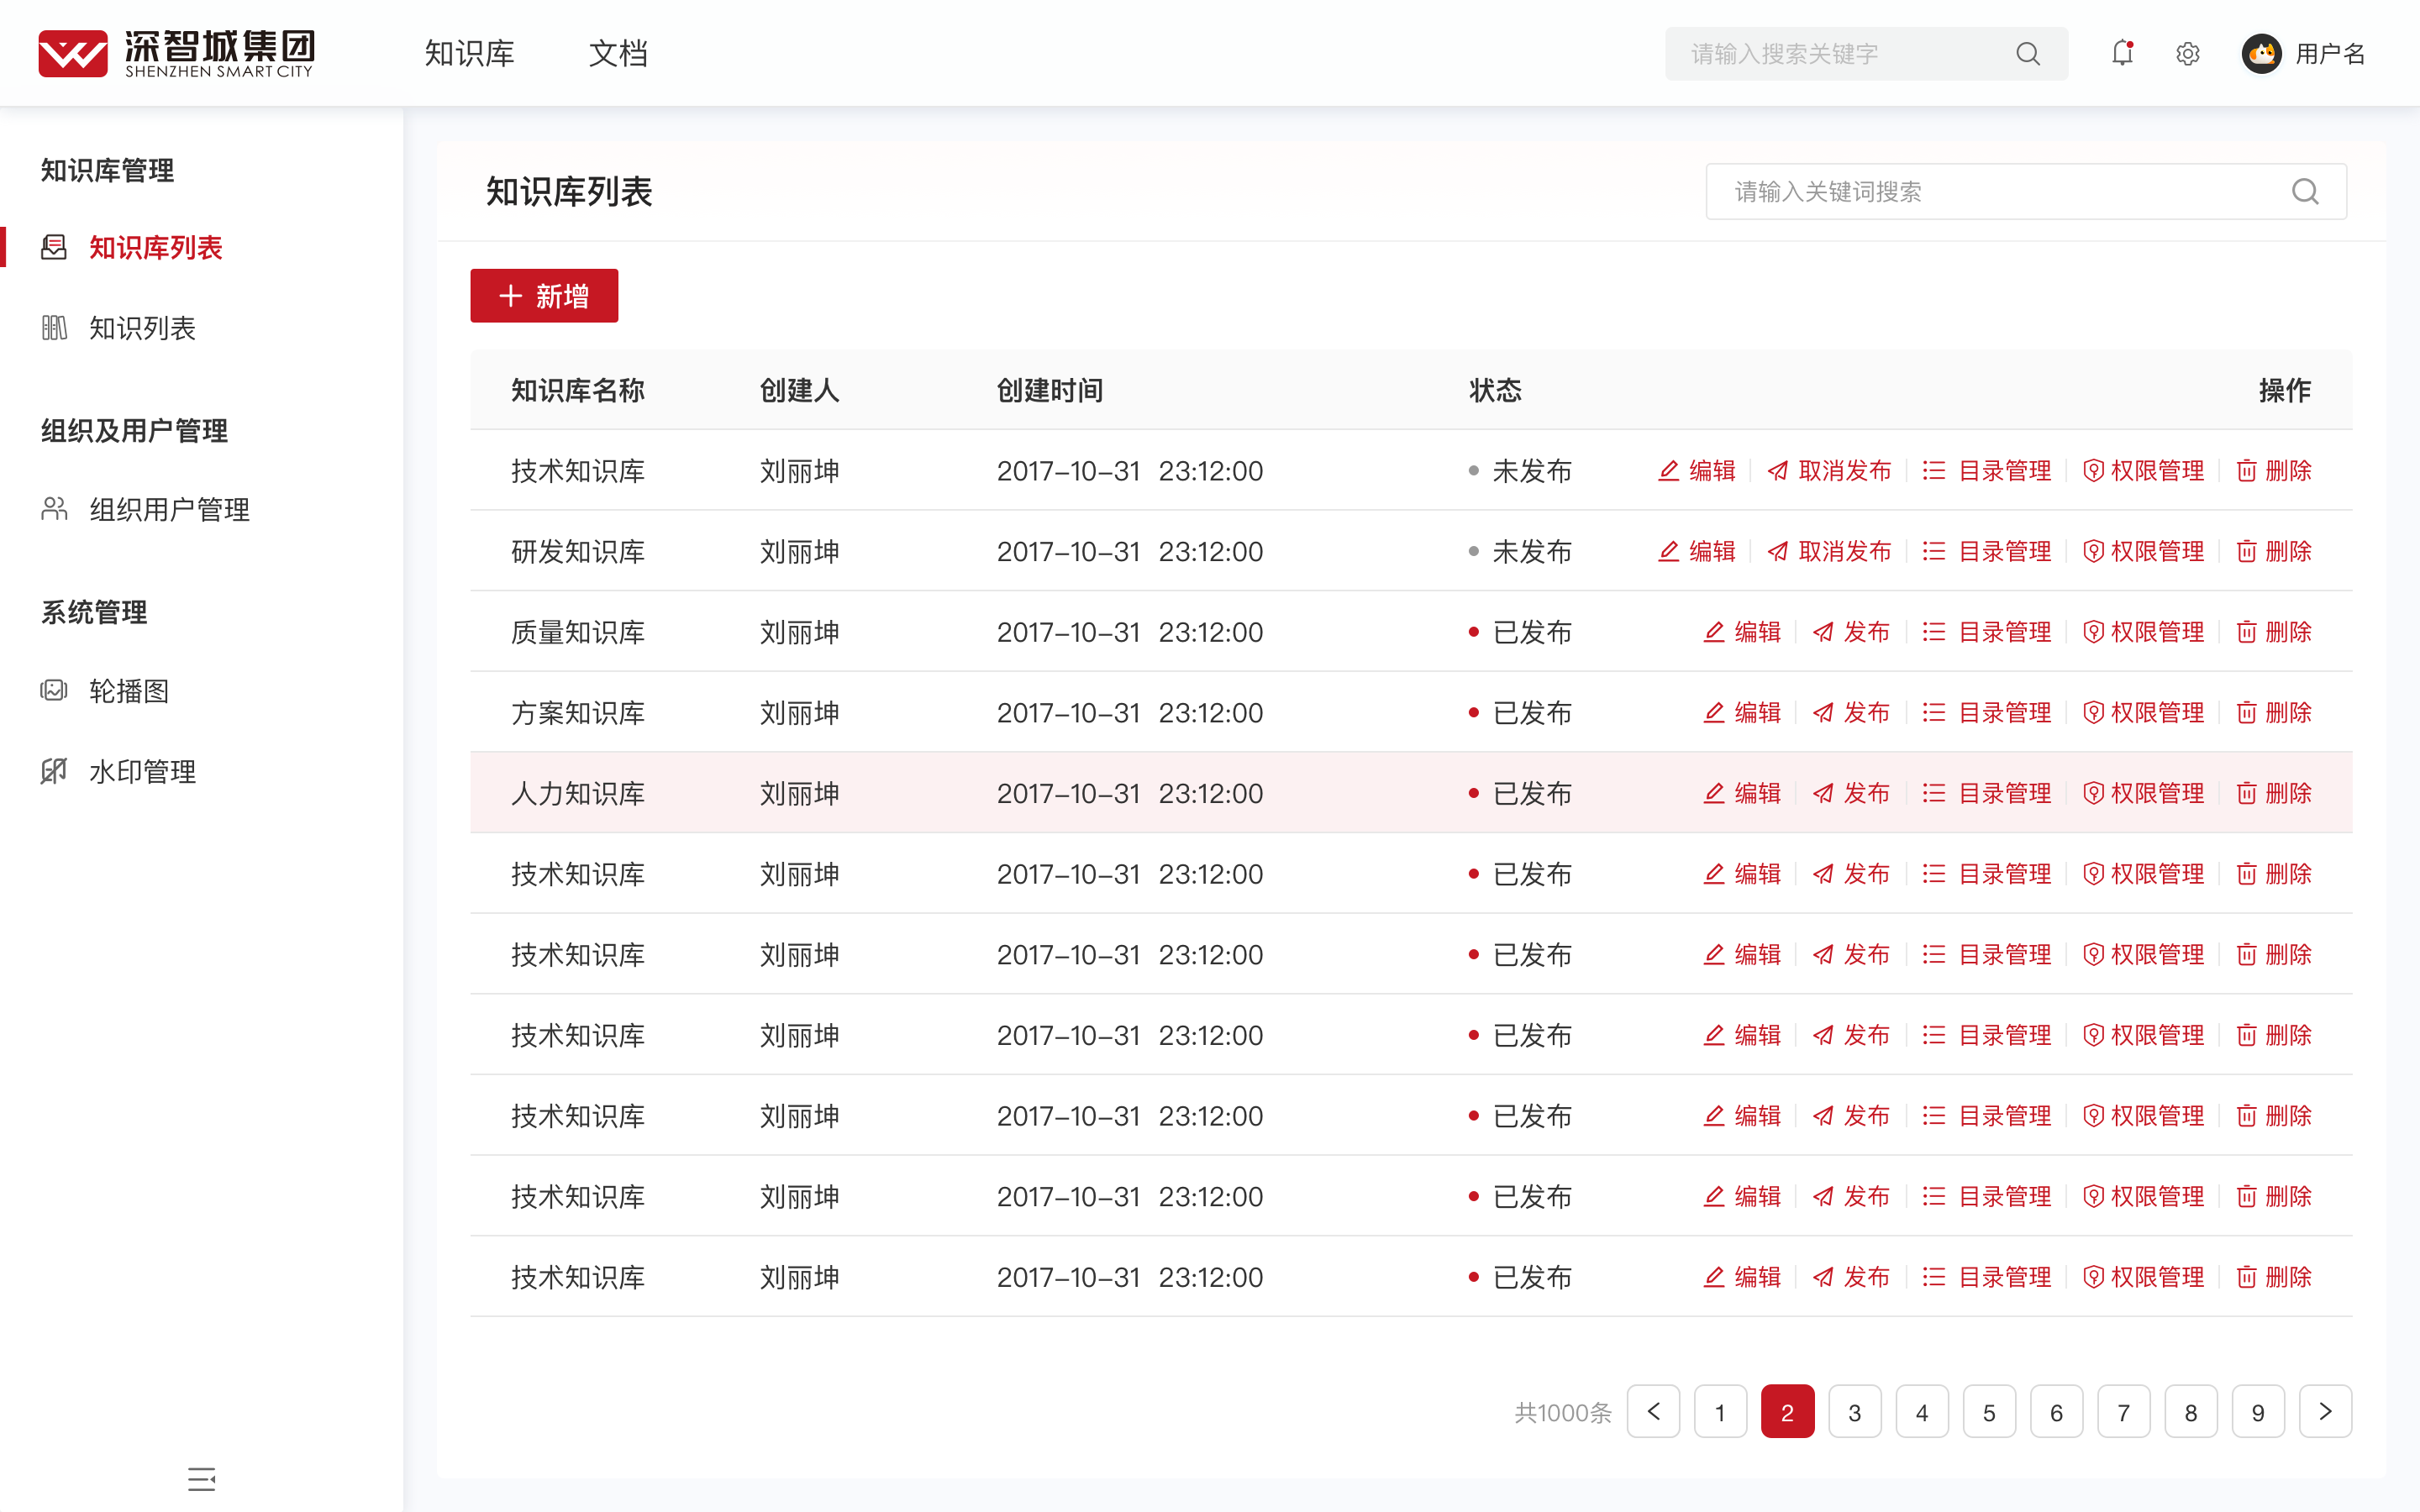 深智城集团
SHENZHEN SMART CITY
知识库 文档 请输入搜索关键字 用户名
知识库管理
知识库列表
知识列表
组织及用户管理
组织用户管理
系统管理
轮播图
水印管理
知识库列表 请输入关键词搜索
新增
知识库名称 创建人 创建时间 状态 操作
技术知识库 刘丽坤 2017-10-31 23:12:00 未发布 编辑 取消发布 目录管理 权限管理 删除
研发知识库 刘丽坤 2017-10-31 23:12:00 未发布 编辑 取消发布 目录管理 权限管理 删除
质量知识库 刘丽坤 2017-10-31 23:12:00 已发布 编辑 发布 目录管理 权限管理 删除
方案知识库 刘丽坤 2017-10-31 23:12:00 已发布 编辑 发布 目录管理 权限管理 删除
人力知识库 刘丽坤 2017-10-31 23:12:00 已发布 编辑 发布 目录管理 权限管理 删除
技术知识库 刘丽坤 2017-10-31 23:12:00 已发布 编辑 发布 目录管理 权限管理 删除
技术知识库 刘丽坤 2017-10-31 23:12:00 已发布 编辑 发布 目录管理 权限管理 删除
技术知识库 刘丽坤 2017-10-31 23:12:00 已发布 编辑 发布 目录管理 权限管理 删除
技术知识库 刘丽坤 2017-10-31 23:12:00 已发布 编辑 发布 目录管理 权限管理 删除
技术知识库 刘丽坤 2017-10-31 23:12:00 已发布 编辑 发布 目录管理 权限管理 删除
技术知识库 刘丽坤 2017-10-31 23:12:00 已发布 编辑 发布 目录管理 权限管理 删除
共1000条 1 2 3 4 5 6 7 8 9